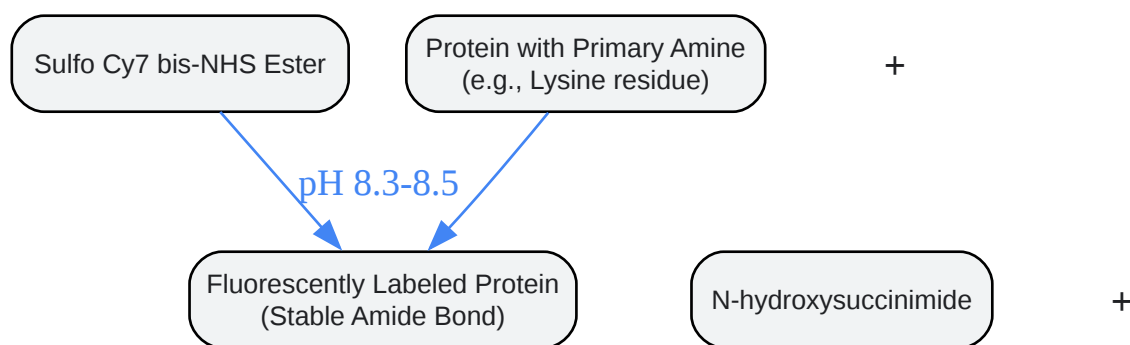 Sulfo Cy7 bis-NHS Ester
Protein with Primary Amine
(e.g., Lysine residue)
+
pH 8.3-8.5
Fluorescently Labeled Protein
(Stable Amide Bond)
N-hydroxysuccinimide
+